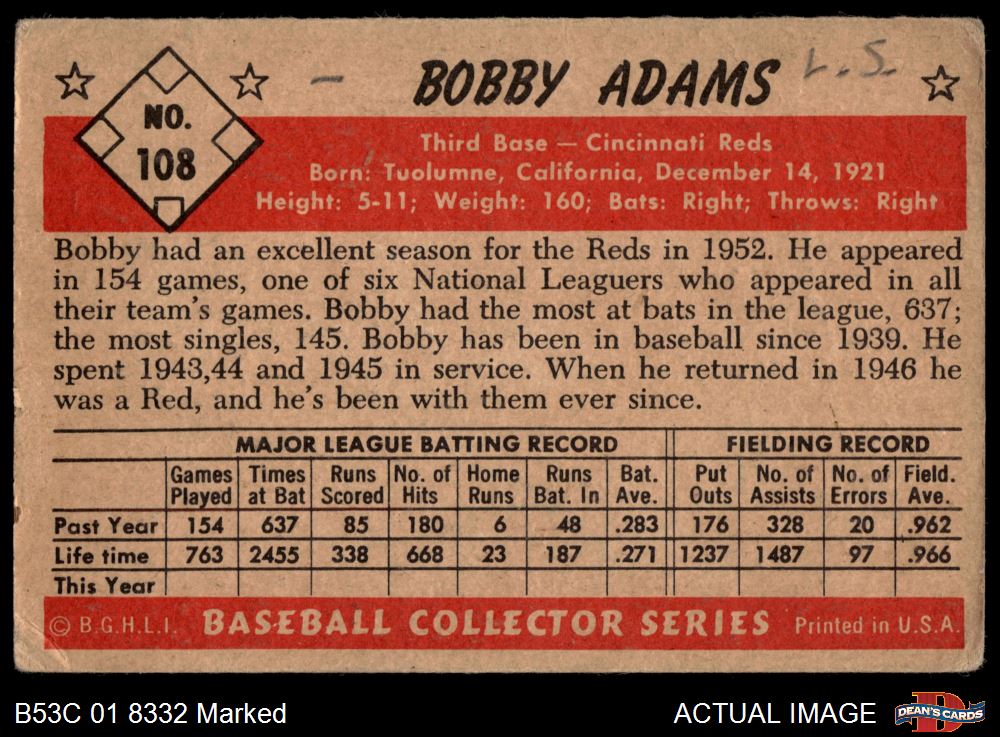 BOBBY ADAMS L.S.
NO.
108
Third Base — Cincinnati Reds
Born: Tuolumne, California, December 14, 1921
Height: 5-11; Weight: 160; Bats: Right; Throws: Right
Bobby had an excellent season for the Reds in 1952. He appeared
in 154 games, one of six National Leaguers who appeared in all
their team's games. Bobby had the most at bats in the league, 637;
the most singles, 145. Bobby has been in baseball since 1939. He
spent 1943,44 and 1945 in service. When he returned in 1946 he
was a Red, and he's been with them ever since.
MAJOR LEAGUE BATTING RECORD FIELDING RECORD
Games Times Runs No. of Home Runs Bat. Put No. of No. of Field.
Played at Bat Scored Hits Runs Bat. In Ave. Outs Assists Errors Ave.
Past Year 154 637 85 180 6 48 .283 176 328 20 .962
Life time 763 2455 338 668 23 187 .271 1237 1487 97 .966
This Year
© B.G.H.L.I. BASEBALL COLLECTOR SERIES Printed in U.S.A.
B53C 01 8332 Marked ACTUAL IMAGE DEAN'S CARDS